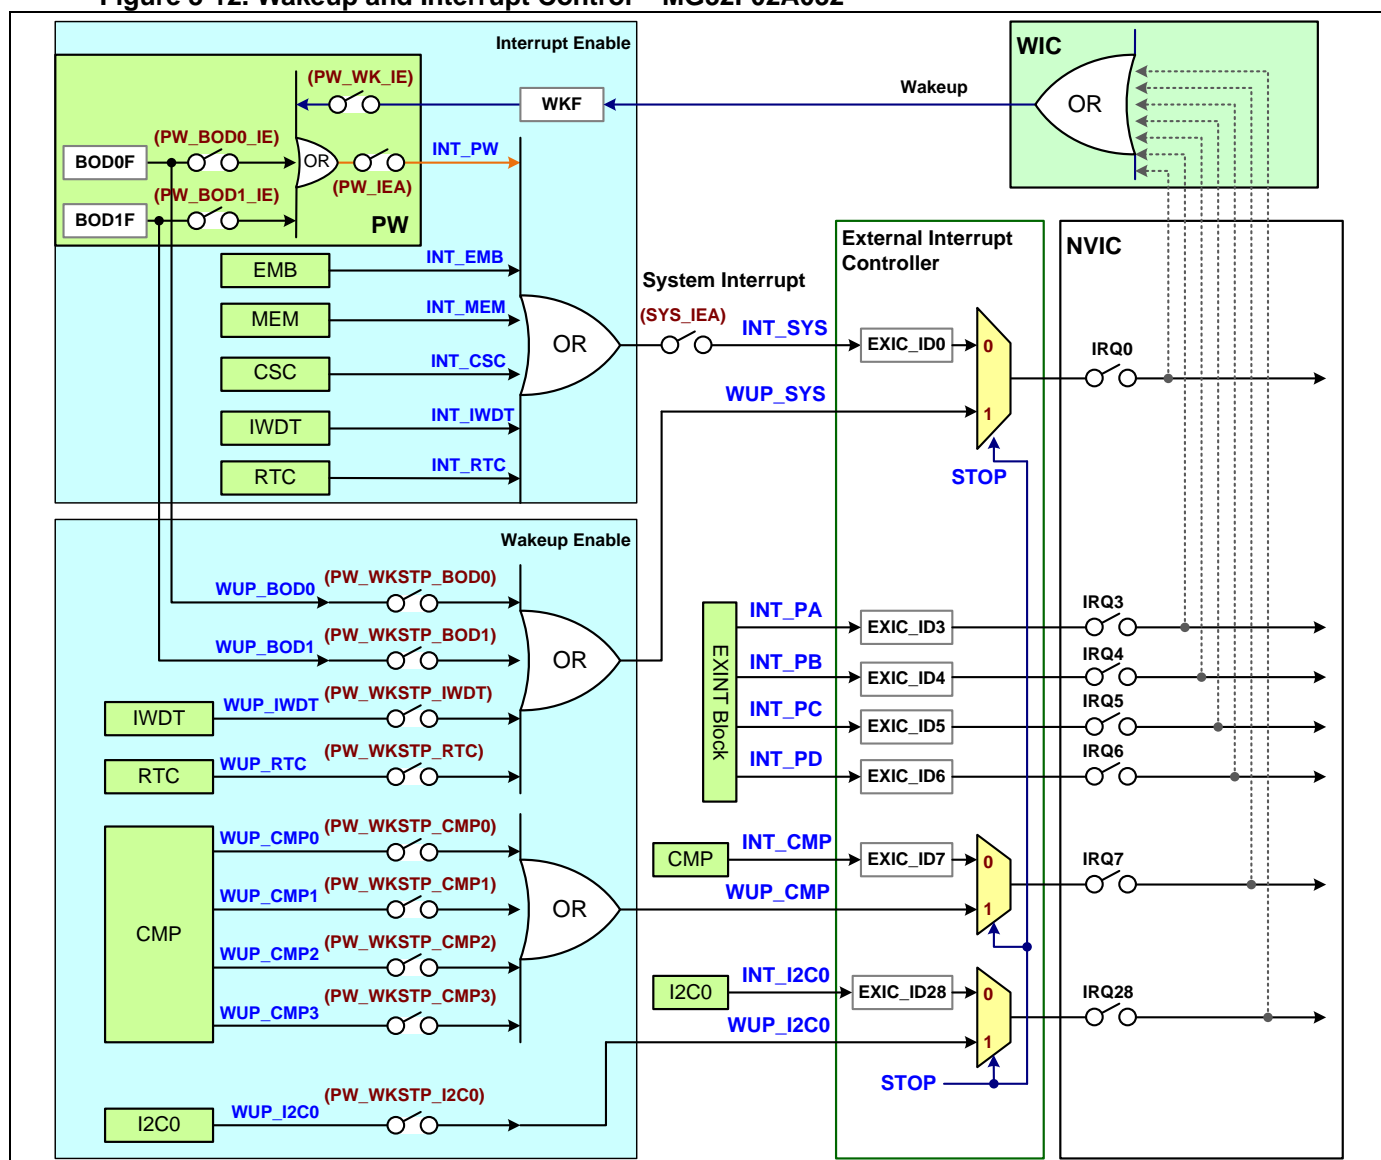 Interrupt Enable
WIC
(PW_WK_IE)
WKF
Wakeup
OR
BOD0F
(PW_BOD0_IE)
OR
INT_PW
(PW_IEA)
BOD1F
(PW_BOD1_IE)
PW
EMB
INT_EMB
MEM
INT_MEM
CSC
INT_CSC
IWDT
INT_IWDT
RTC
INT_RTC
OR
System Interrupt
(SYS_IEA)
INT_SYS
WUP_SYS
External Interrupt
Controller
EXIC_ID0
0
1
STOP
NVIC
IRQ0
Wakeup Enable
WUP_BOD0
(PW_WKSTP_BOD0)
WUP_BOD1
(PW_WKSTP_BOD1)
OR
IWDT
WUP_IWDT
(PW_WKSTP_IWDT)
RTC
WUP_RTC
(PW_WKSTP_RTC)
EXINT Block
INT_PA
EXIC_ID3
IRQ3
INT_PB
EXIC_ID4
IRQ4
INT_PC
EXIC_ID5
IRQ5
INT_PD
EXIC_ID6
IRQ6
CMP
WUP_CMP0
(PW_WKSTP_CMP0)
WUP_CMP1
(PW_WKSTP_CMP1)
WUP_CMP2
(PW_WKSTP_CMP2)
WUP_CMP3
(PW_WKSTP_CMP3)
OR
CMP
INT_CMP
EXIC_ID7
0
WUP_CMP
1
IRQ7
I2C0
INT_I2C0
EXIC_ID28
0
WUP_I2C0
1
IRQ28
STOP
I2C0
WUP_I2C0
(PW_WKSTP_I2C0)